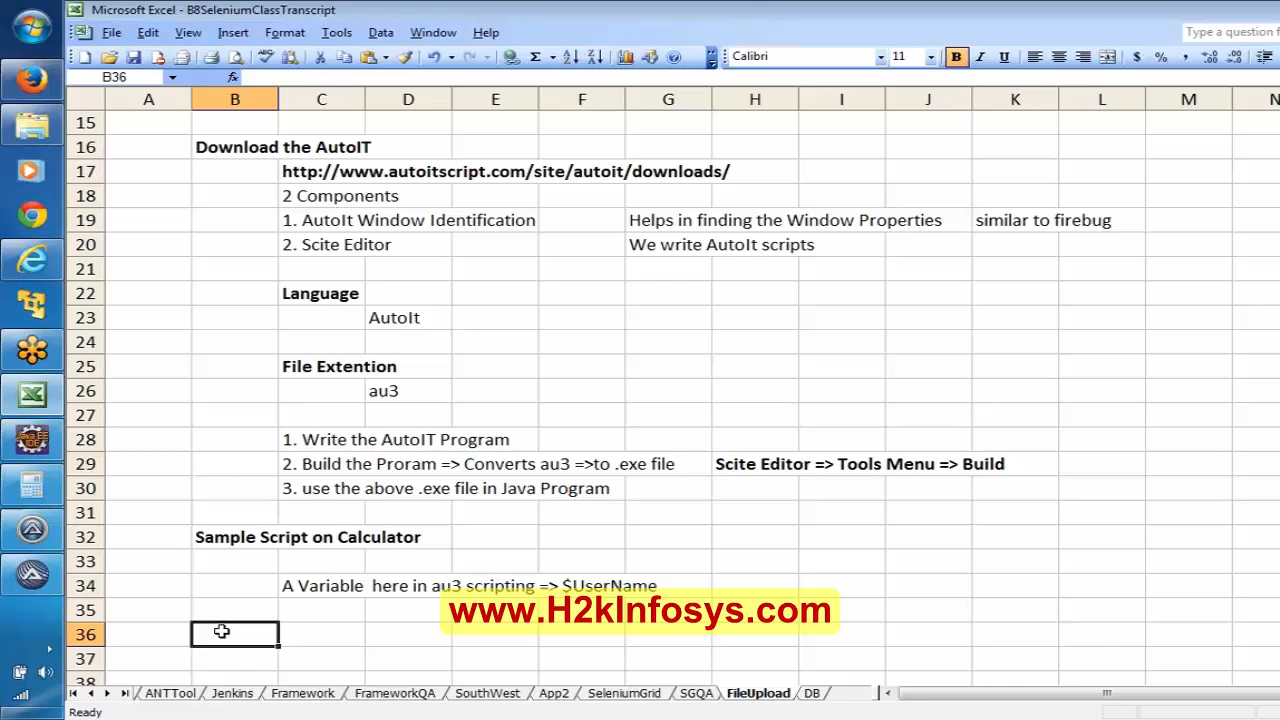 Microsoft Excel - B8SeleniumClassTranscript
File Edit View Insert Format Tools Data Window Help
Type a question f
Calibri 11 B I U $ % ,
B36 fx
A B C D E F G H I J K L M N
15
16 Download the AutoIT
17 http://www.autoitscript.com/site/autoit/downloads/
18 2 Components
19 1. AutoIt Window Identification Helps in finding the Window Properties similar to firebug
20 2. Scite Editor We write AutoIt scripts
21
22 Language
23 AutoIt
24
25 File Extention
26 au3
27
28 1. Write the AutoIT Program
29 2. Build the Proram => Converts au3 =>to .exe file Scite Editor => Tools Menu => Build
30 3. use the above .exe file in Java Program
31
32 Sample Script on Calculator
33
34 A Variable here in au3 scripting => $UserName
35
www.H2kInfosys.com
36
37
38
ANTTool Jenkins Framework FrameworkQA SouthWest App2 SeleniumGrid SGQA FileUpload DB
Ready